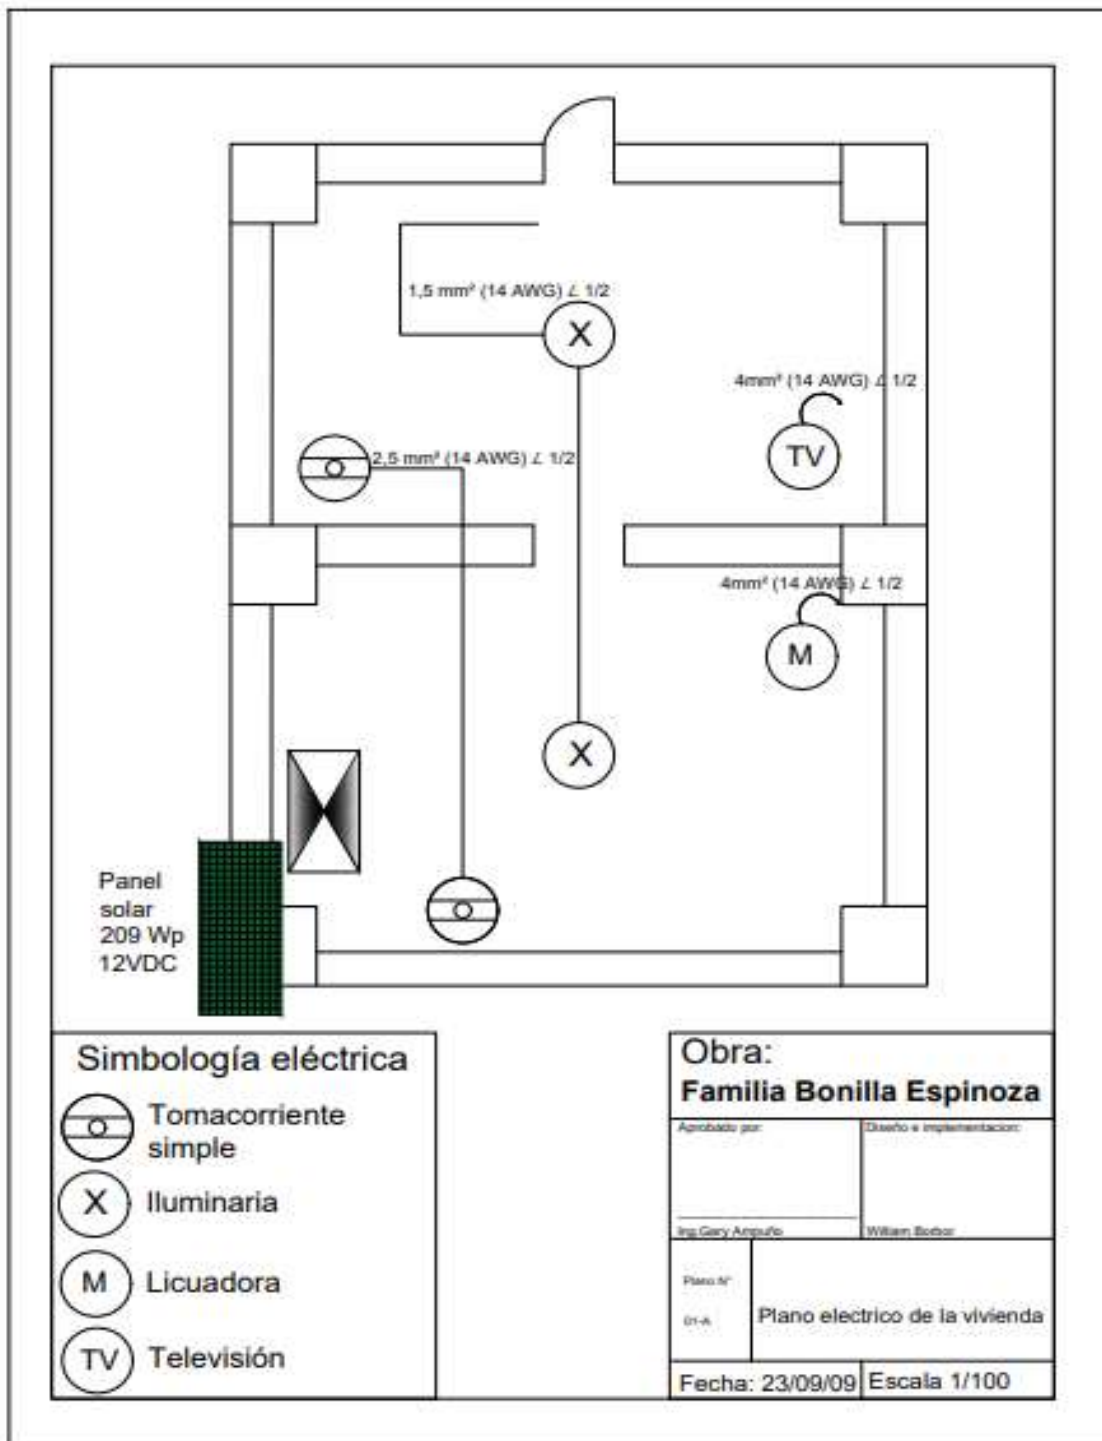 1,5 mm² (14 AWG) ∠ 1/2
X
4mm² (14 AWG) ∠ 1/2
TV
2,5 mm² (14 AWG) ∠ 1/2
4mm² (14 AWG) ∠ 1/2
M
X
Panel
solar
209 Wp
12VDC
Simbología eléctrica
Tomacorriente
simple
X
Iluminaria
M
Licuadora
TV
Televisión
Obra:
Familia Bonilla Espinoza
Aprobado por:
Diseño e implementacion:
Ing.Gary Ampuño
William Borbor
Plano N°
01-A
Plano electrico de la vivienda
Fecha: 23/09/09
Escala 1/100